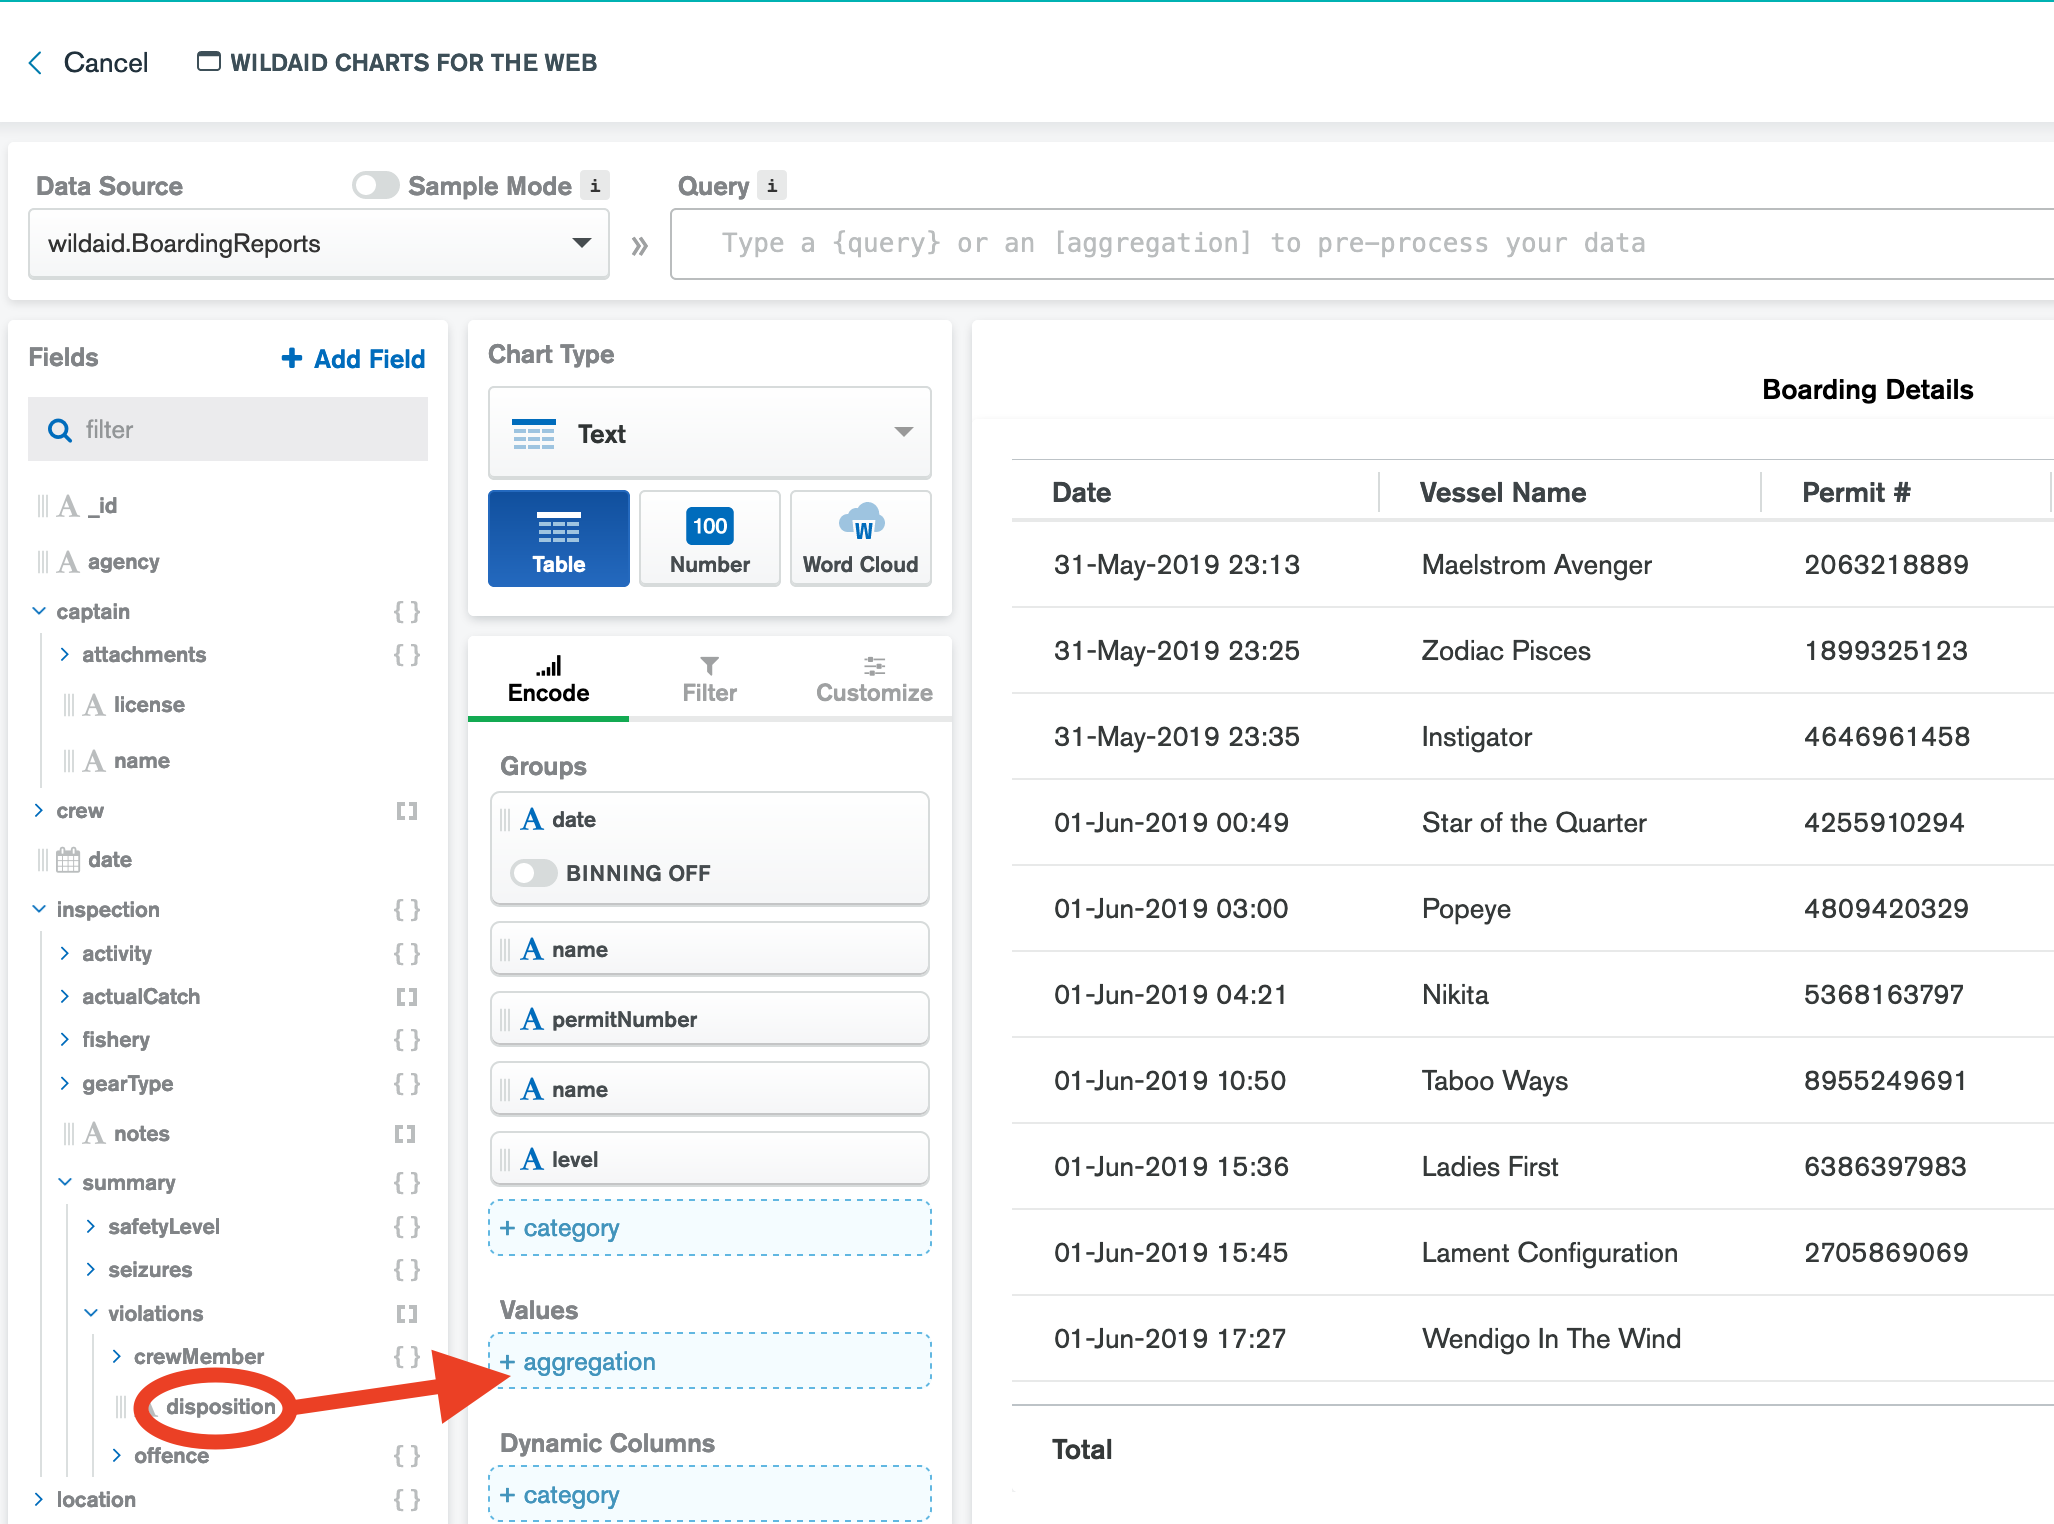 Cancel
WILDAID CHARTS FOR THE WEB
Data Source
Sample Mode i
Query i
wildaid.BoardingReports
»
Type a {query} or an [aggregation] to pre-process your data
Fields
+ Add Field
filter
A _id
A agency
captain { }
attachments { }
A license
A name
crew [ ]
date
inspection { }
activity { }
actualCatch [ ]
fishery { }
gearType { }
A notes [ ]
summary { }
safetyLevel { }
seizures { }
violations [ ]
crewMember { }
disposition
offence { }
location { }
Chart Type
Text
Table
100
Number
W
Word Cloud
Encode
Filter
Customize
Groups
A date
BINNING OFF
A name
A permitNumber
A name
A level
+ category
Values
+ aggregation
Dynamic Columns
+ category
Boarding Details
Date Vessel Name Permit #
31-May-2019 23:13 Maelstrom Avenger 2063218889
31-May-2019 23:25 Zodiac Pisces 1899325123
31-May-2019 23:35 Instigator 4646961458
01-Jun-2019 00:49 Star of the Quarter 4255910294
01-Jun-2019 03:00 Popeye 4809420329
01-Jun-2019 04:21 Nikita 5368163797
01-Jun-2019 10:50 Taboo Ways 8955249691
01-Jun-2019 15:36 Ladies First 6386397983
01-Jun-2019 15:45 Lament Configuration 2705869069
01-Jun-2019 17:27 Wendigo In The Wind
Total